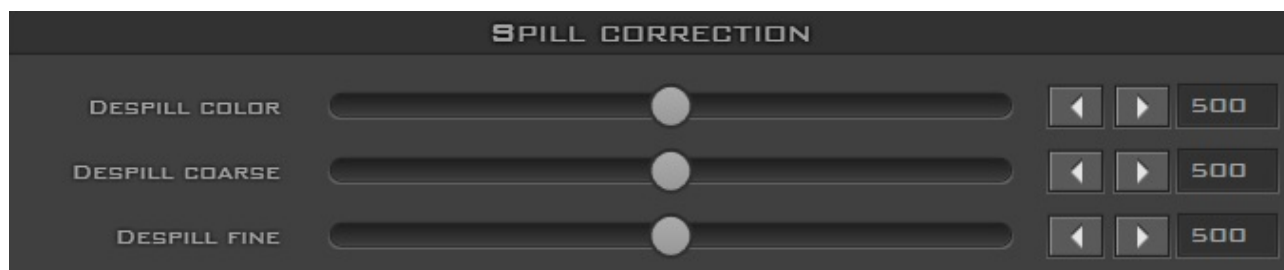 Spill correction
Despill color 500
Despill coarse 500
Despill fine 500